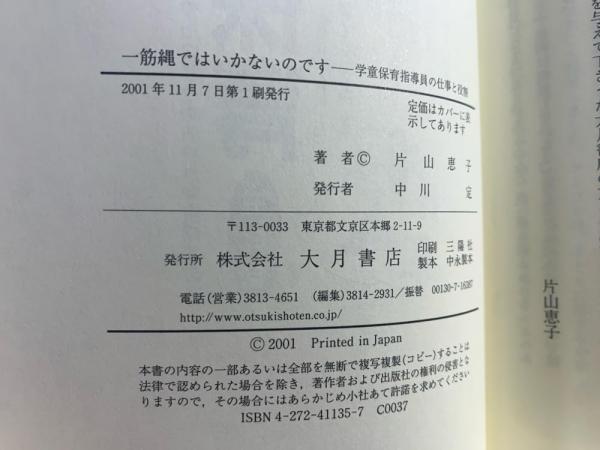 一筋縄ではいかないのです——学童保育指導員の仕事と役割
2001年11月7日第1刷発行
定価はカバーに表
示してあります
著者© 片山恵子
発行者 中川 定
〒113-0033 東京都文京区本郷2-11-9
発行所 株式会社 大月書店 印刷 三陽社
製本 中永製本
電話(営業)3813-4651 (編集)3814-2931/振替 00130-7-16387
http://www.otsukishoten.co.jp/
© 2001 Printed in Japan
本書の内容の一部あるいは全部を無断で複写複製(コピー)することは
法律で認められた場合を除き,著作者および出版社の権利の侵害とな
りますので,その場合にはあらかじめ小社あて許諾を求めてください
ISBN 4-272-41135-7 C0037
片山恵子